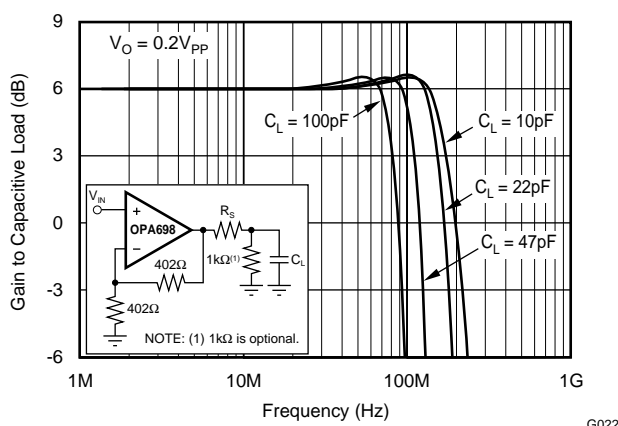 9
6
3
0
-3
-6
Gain to Capacitive Load (dB)
V_O = 0.2V_PP
C_L = 100pF
C_L = 10pF
C_L = 22pF
C_L = 47pF
V_IN
+
OPA698
−
R_S
402Ω
1kΩ(1)
C_L
402Ω
NOTE: (1) 1kΩ is optional.
1M
10M
100M
1G
Frequency (Hz)
G022